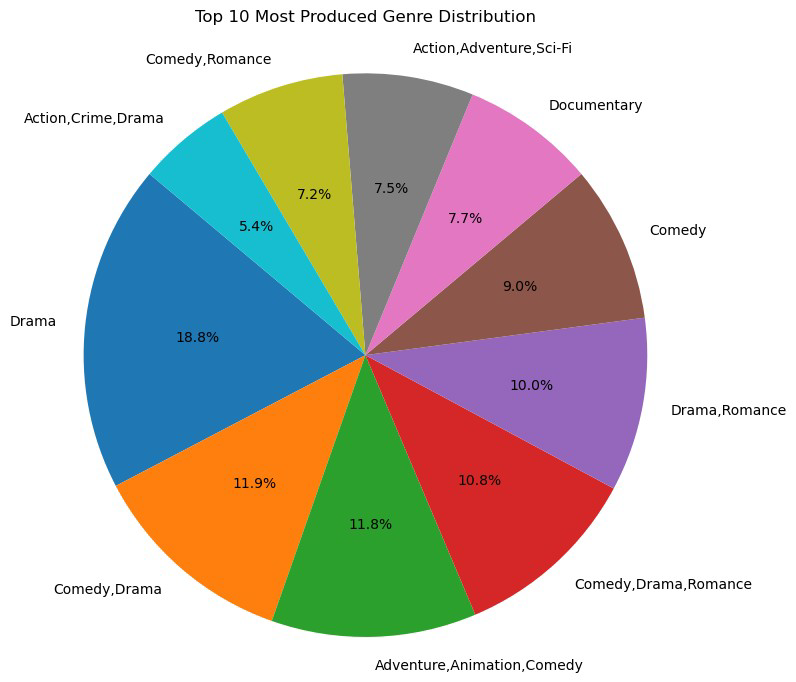 Top 10 Most Produced Genre Distribution
Action,Adventure,Sci-Fi
Comedy,Romance
Documentary
Action,Crime,Drama
7.5%
7.2%
7.7%
5.4%
Comedy
9.0%
Drama
18.8%
10.0%
Drama,Romance
10.8%
11.9%
11.8%
Comedy,Drama,Romance
Comedy,Drama
Adventure,Animation,Comedy